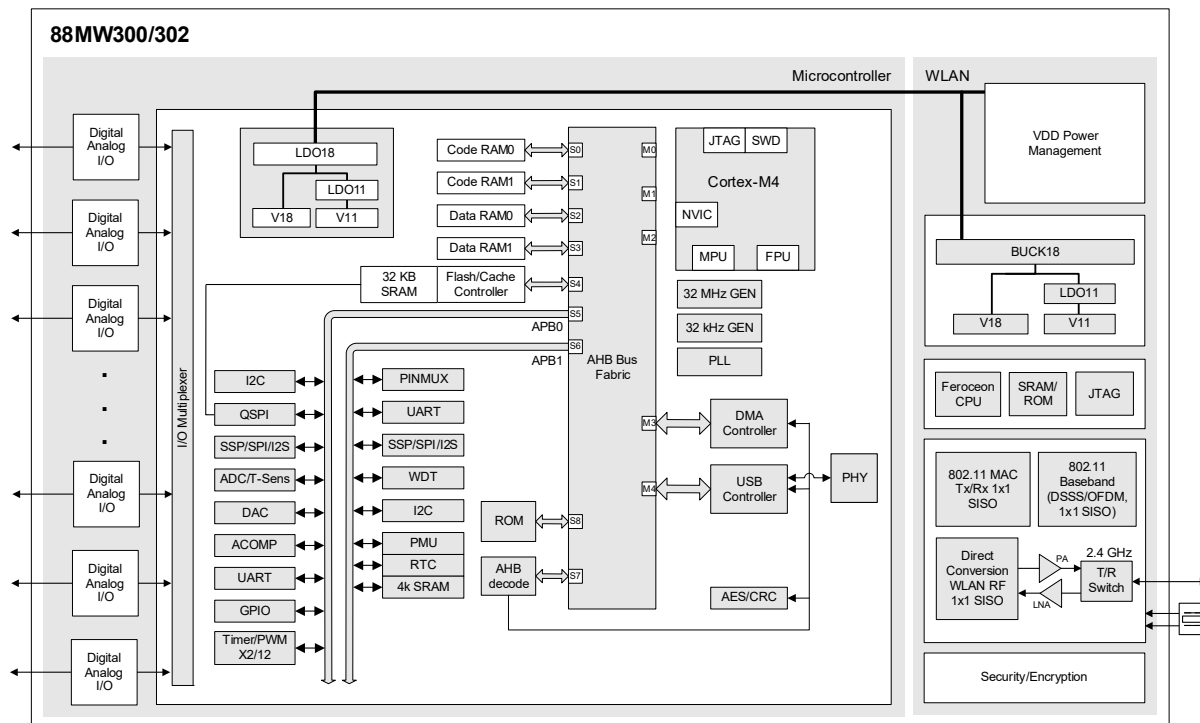 88MW300/302
Microcontroller
WLAN
Digital
Analog
I/O
Digital
Analog
I/O
Digital
Analog
I/O
Digital
Analog
I/O
Digital
Analog
I/O
Digital
Analog
I/O
I/O Multiplexer
LDO18
LDO11
V18
V11
Code RAM0
Code RAM1
Data RAM0
Data RAM1
32 KB
SRAM
Flash/Cache
Controller
APB0
APB1
S0
S1
S2
S3
S4
S5
S6
S8
S7
AHB Bus
Fabric
M0
M1
M2
M3
M4
JTAG
SWD
Cortex-M4
NVIC
MPU
FPU
32 MHz GEN
32 kHz GEN
PLL
I2C
QSPI
SSP/SPI/I2S
ADC/T-Sens
DAC
ACOMP
UART
GPIO
Timer/PWM
X2/12
PINMUX
UART
SSP/SPI/I2S
WDT
I2C
PMU
RTC
4k SRAM
ROM
AHB
decode
DMA
Controller
USB
Controller
PHY
AES/CRC
VDD Power
Management
BUCK18
LDO11
V18
V11
Feroceon
CPU
SRAM/
ROM
JTAG
802.11 MAC
Tx/Rx 1x1
SISO
802.11
Baseband
(DSSS/OFDM,
1x1 SISO)
Direct
Conversion
WLAN RF
1x1 SISO
PA
LNA
2.4 GHz
T/R
Switch
Security/Encryption